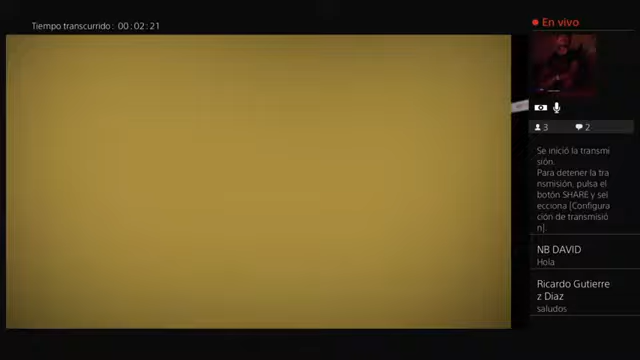 Tiempo transcurrido: 00:02:21
En vivo
3
2
Se inició la transmi
sión.
Para detener la tra
nsmisión, pulsa el
botón SHARE y sel
ecciona [Configura
ción de transmisió
n].
NB DAVID
Hola
Ricardo Gutierre
z Diaz
saludos